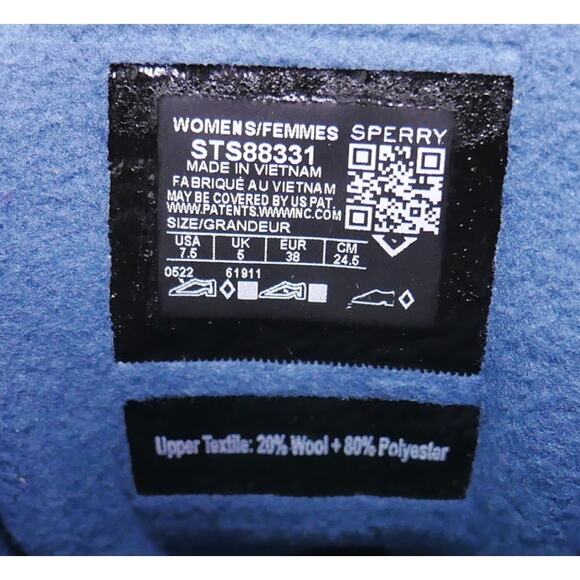 WOMENS/FEMMES SPERRY
STS88331
MADE IN VIETNAM
FABRIQUÉ AU VIETNAM
MAY BE COVERED BY US PAT.
WWW.PATENTS.WWWINC.COM
SIZE/GRANDEUR
USA UK EUR CM
7.5 5 38 24.5
0522 61911
Upper Textile: 20% Wool + 80% Polyester